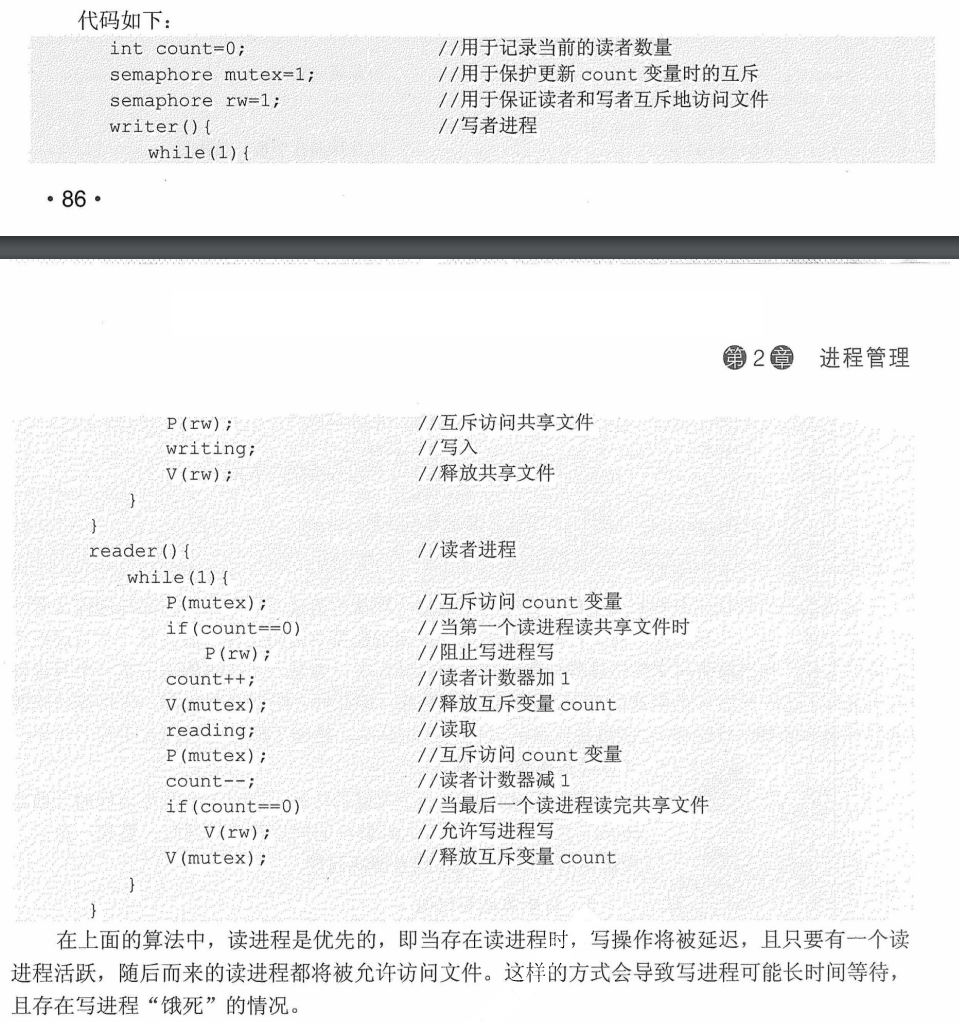 代码如下：
int count=0; //用于记录当前的读者数量
semaphore mutex=1; //用于保护更新 count 变量时的互斥
semaphore rw=1; //用于保证读者和写者互斥地访问文件
writer(){ //写者进程
while(1){
·86·
第2章 进程管理
P(rw); //互斥访问共享文件
writing; //写入
V(rw); //释放共享文件
}
}
reader(){ //读者进程
while(1){
P(mutex); //互斥访问 count 变量
if(count==0) //当第一个读进程读共享文件时
P(rw); //阻止写进程写
count++; //读者计数器加 1
V(mutex); //释放互斥变量 count
reading; //读取
P(mutex); //互斥访问 count 变量
count--; //读者计数器减 1
if(count==0) //当最后一个读进程读完共享文件
V(rw); //允许写进程写
V(mutex); //释放互斥变量 count
}
}
在上面的算法中，读进程是优先的，即当存在读进程时，写操作将被延迟，且只要有一个读
进程活跃，随后而来的读进程都将被允许访问文件。这样的方式会导致写进程可能长时间等待，
且存在写进程“饿死”的情况。